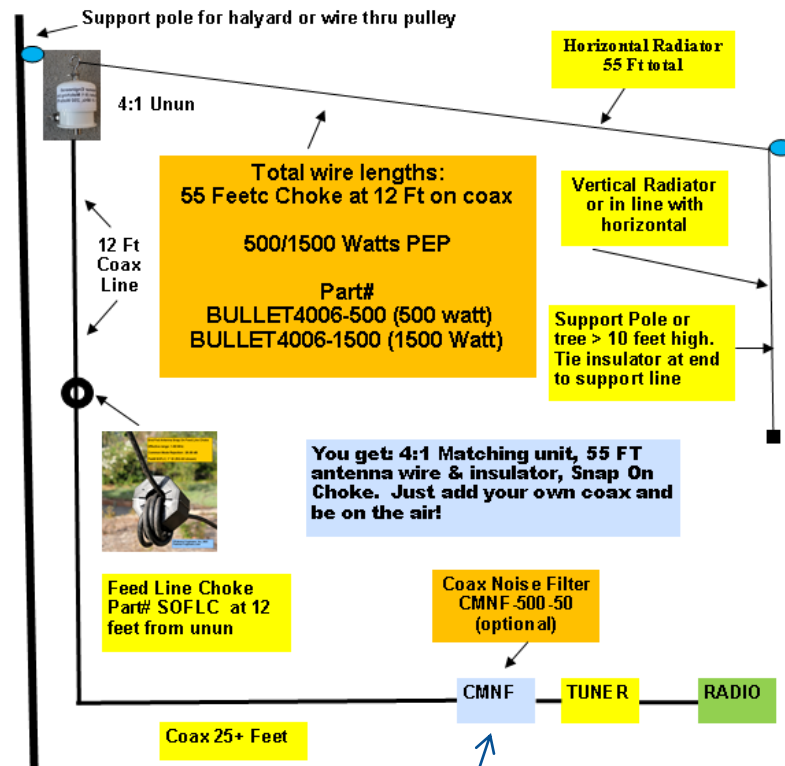 Support pole for halyard or wire thru pulley
Horizontal Radiator
55 Ft total
4:1 Unun
Total wire lengths:
55 Feetc Choke at 12 Ft on coax
500/1500 Watts PEP
Part#
BULLET4006-500 (500 watt)
BULLET4006-1500 (1500 Watt)
Vertical Radiator
or in line with
horizontal
12 Ft
Coax
Line
Support Pole or
tree > 10 feet high.
Tie insulator at end
to support line
You get: 4:1 Matching unit, 55 FT
antenna wire & insulator, Snap On
Choke.  Just add your own coax and
be on the air!
Feed Line Choke
Part# SOFLC  at 12
feet from unun
Coax Noise Filter
CMNF-500-50
(optional)
CMNF
TUNER
RADIO
Coax 25+ Feet